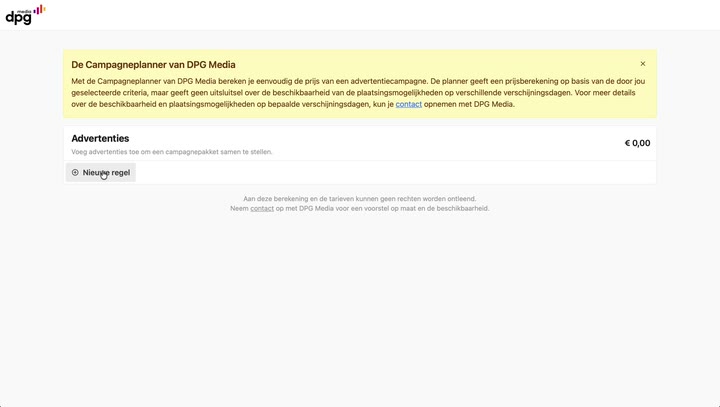 media
dpg
De Campagneplanner van DPG Media
Met de Campagneplanner van DPG Media bereken je eenvoudig de prijs van een advertentiecampagne. De planner geeft een prijsberekening op basis van de door jou
geselecteerde criteria, maar geeft geen uitsluitsel over de beschikbaarheid van de plaatsingsmogelijkheden op verschillende verschijningsdagen. Voor meer details
over de beschikbaarheid en plaatsingsmogelijkheden op bepaalde verschijningsdagen, kun je contact opnemen met DPG Media.
Advertenties
€ 0,00
Voeg advertenties toe om een campagnepakket samen te stellen.
Nieuwe regel
Aan deze berekening en de tarieven kunnen geen rechten worden ontleend.
Neem contact op met DPG Media voor een voorstel op maat en de beschikbaarheid.